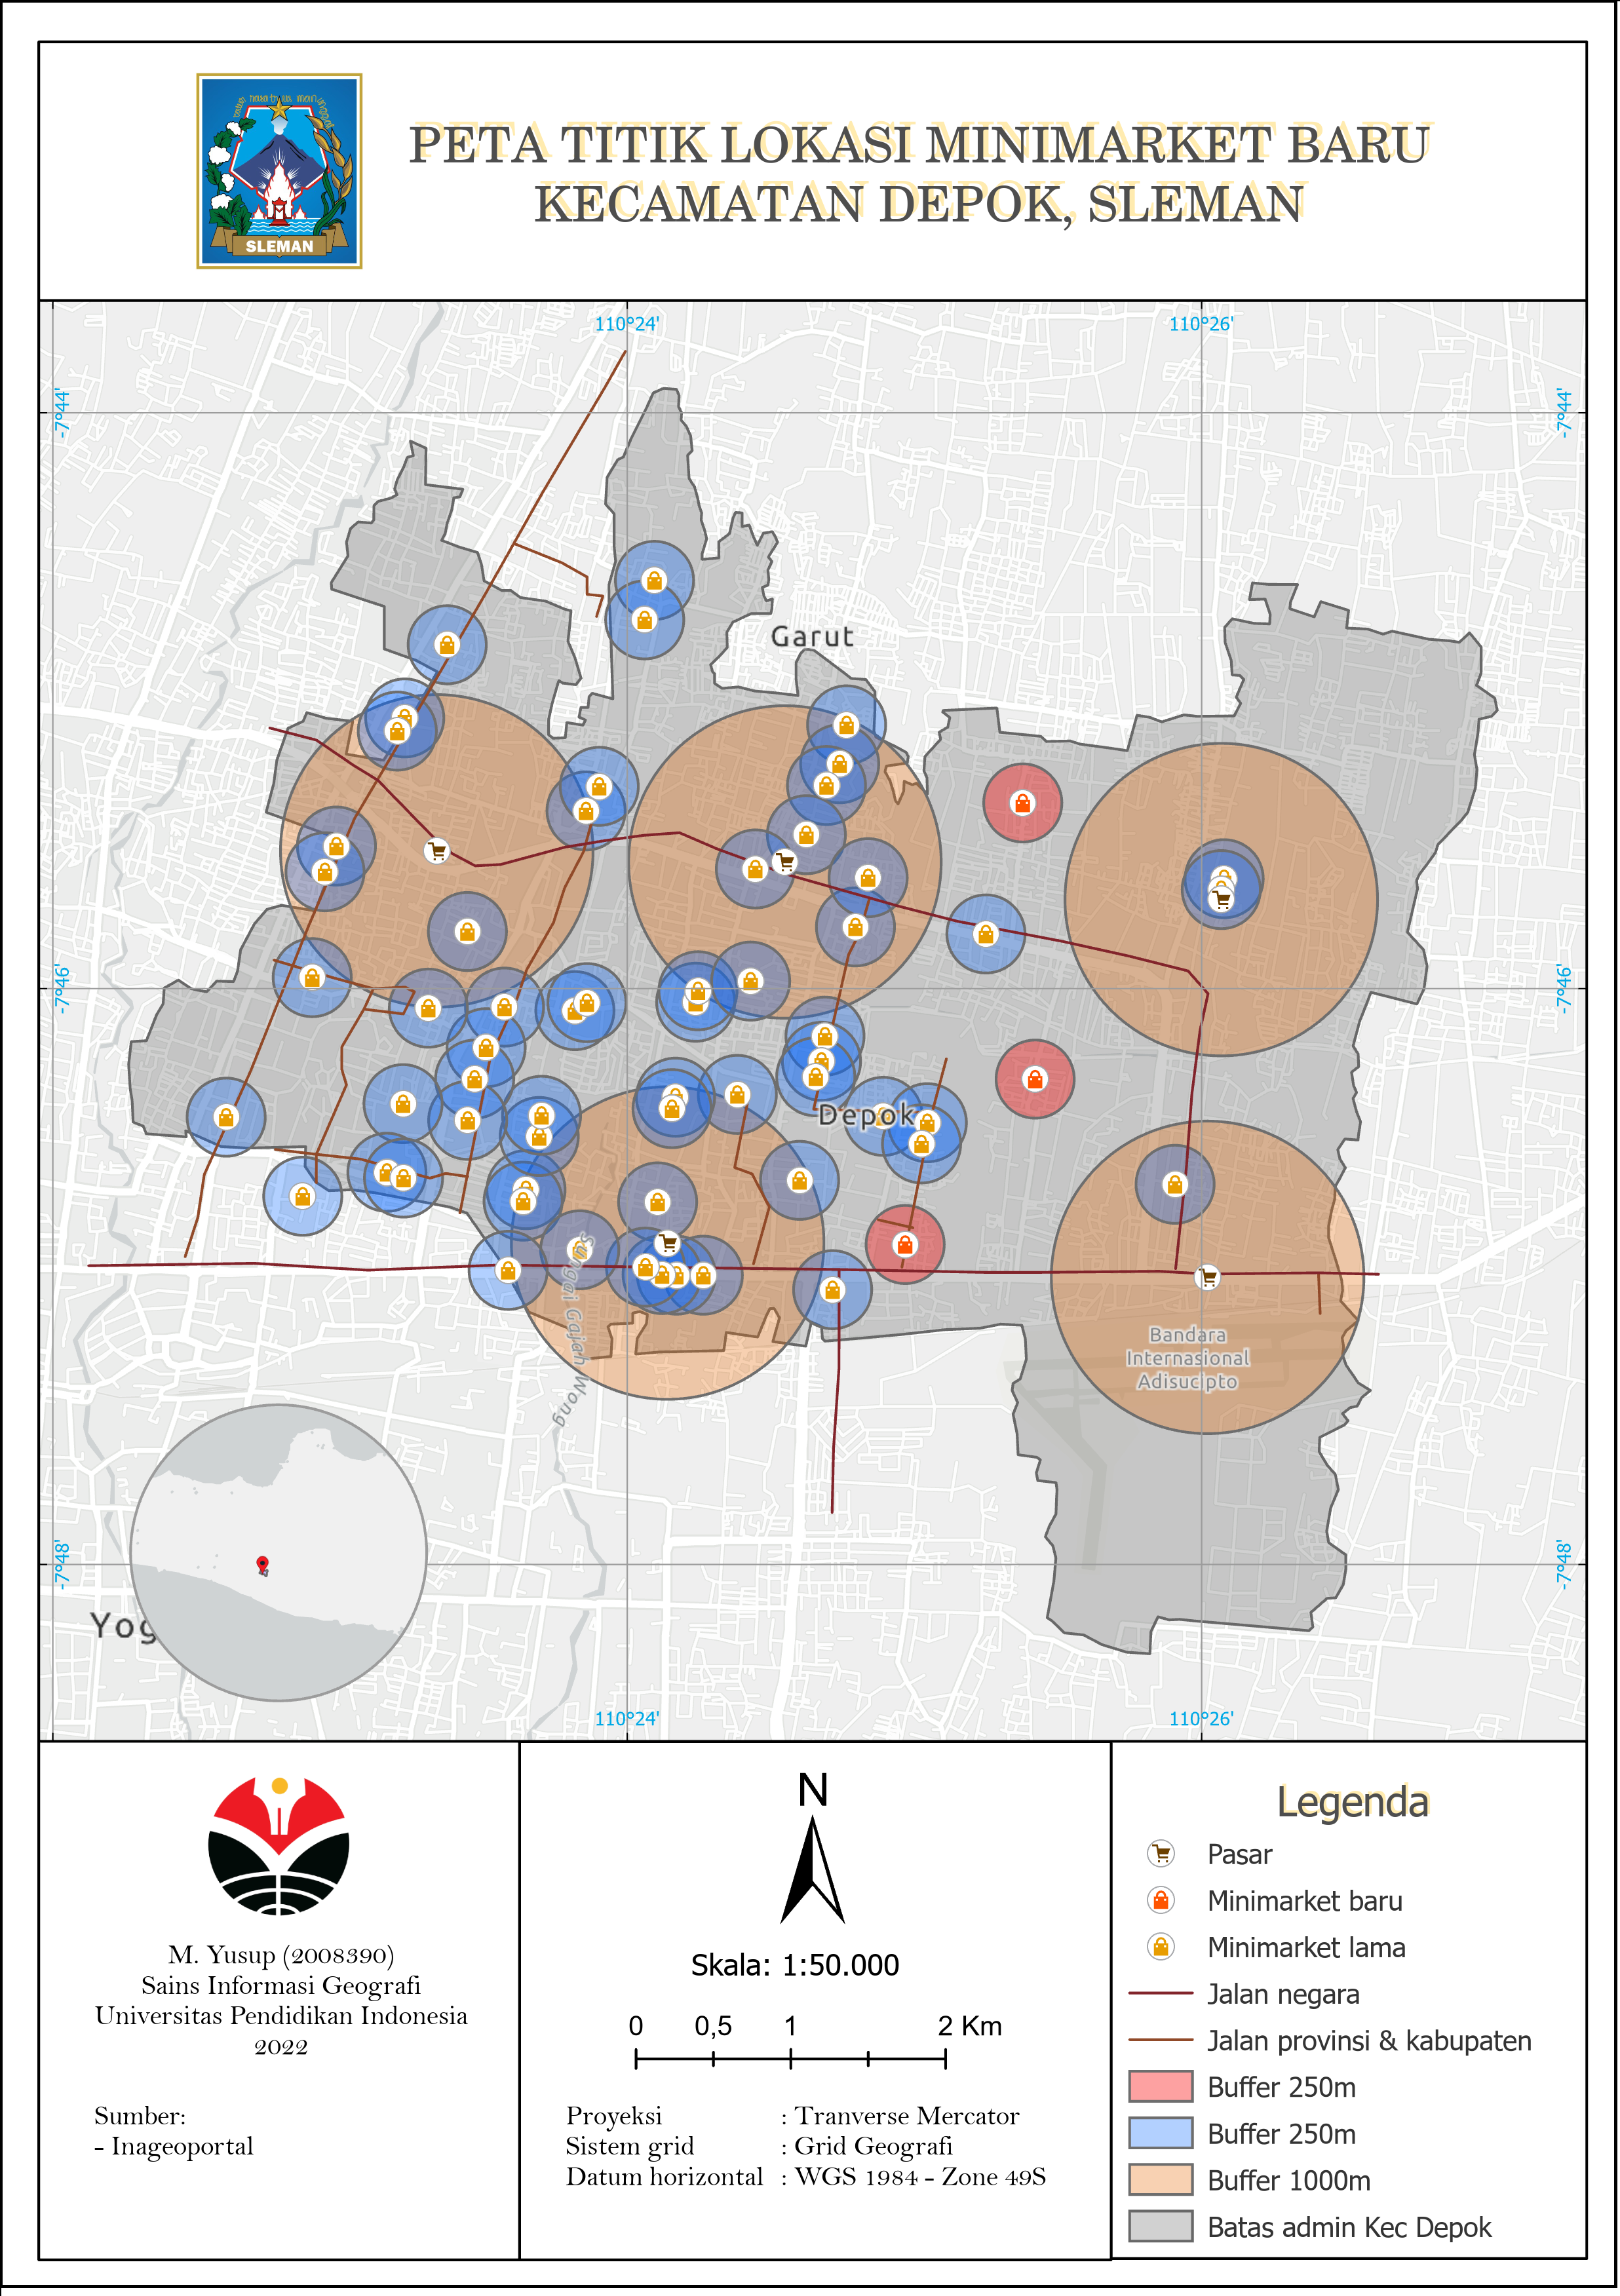 SLEMAN
PETA TITIK LOKASI MINIMARKET BARU
KECAMATAN DEPOK, SLEMAN
110°24'
110°26'
-7°44'
-7°44'
Garut
-7°46'
-7°46'
Depok
Sungai Gajah Wong
Bandara
Internasional
Adisucipto
-7°48'
-7°48'
Yog
110°24'
110°26'
M. Yusup (2008390)
Sains Informasi Geografi
Universitas Pendidikan Indonesia
2022
Sumber:
- Inageoportal
N
Skala: 1:50.000
0 0,5 1 2 Km
Proyeksi : Tranverse Mercator
Sistem grid : Grid Geografi
Datum horizontal : WGS 1984 - Zone 49S
Legenda
Pasar
Minimarket baru
Minimarket lama
Jalan negara
Jalan provinsi & kabupaten
Buffer 250m
Buffer 250m
Buffer 1000m
Batas admin Kec Depok